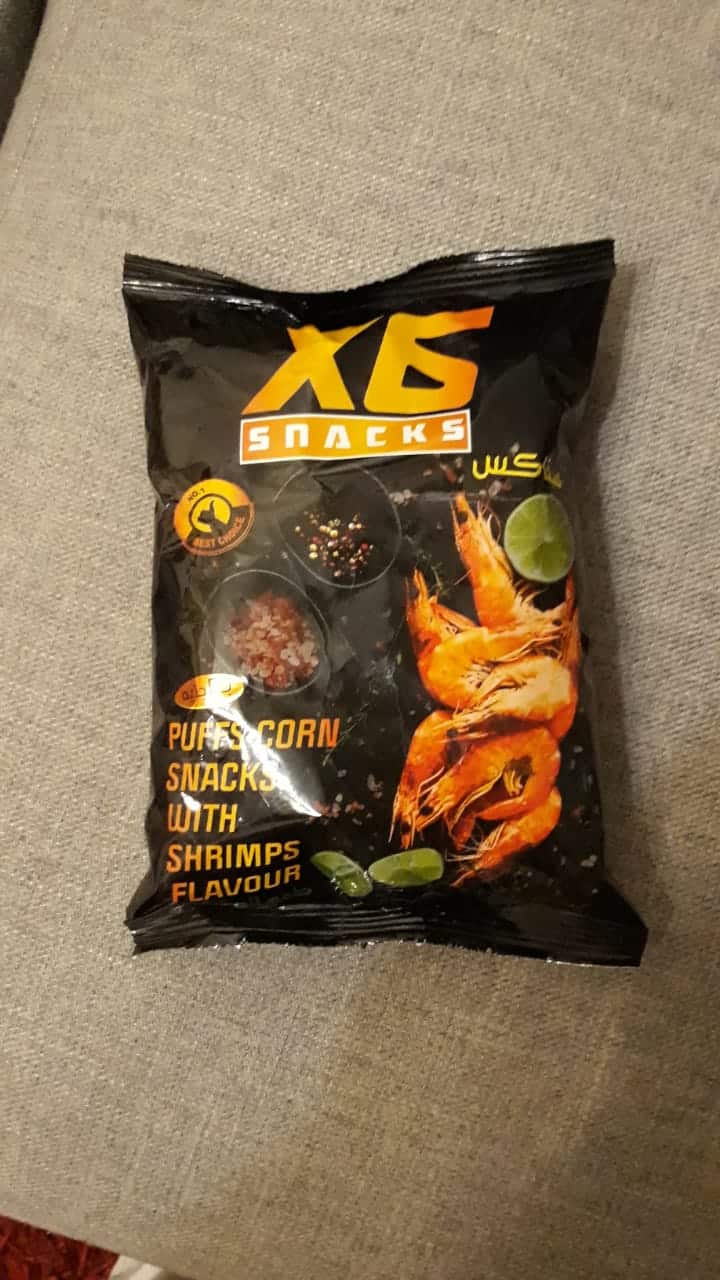 X6
SNACKS
NO.1
BEST CHOICE
PUFFS CORN
SNACKS
WITH
SHRIMPS
FLAVOUR